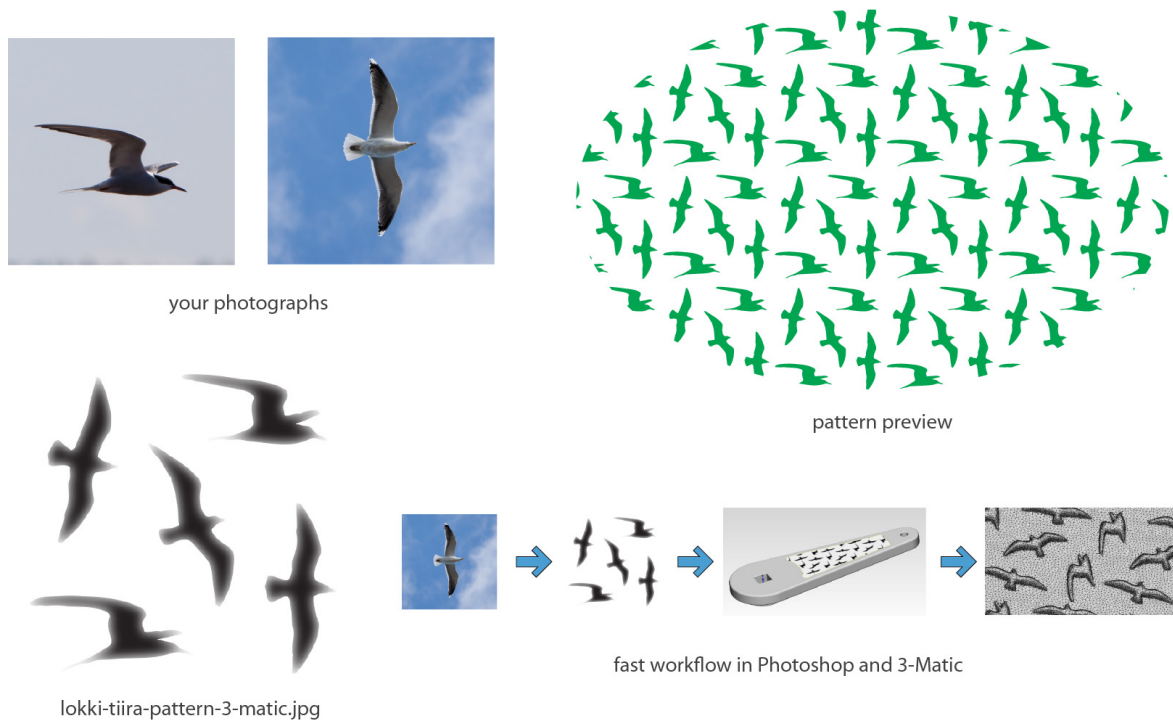 your photographs
pattern preview
fast workflow in Photoshop and 3-Matic
lokki-tiira-pattern-3-matic.jpg